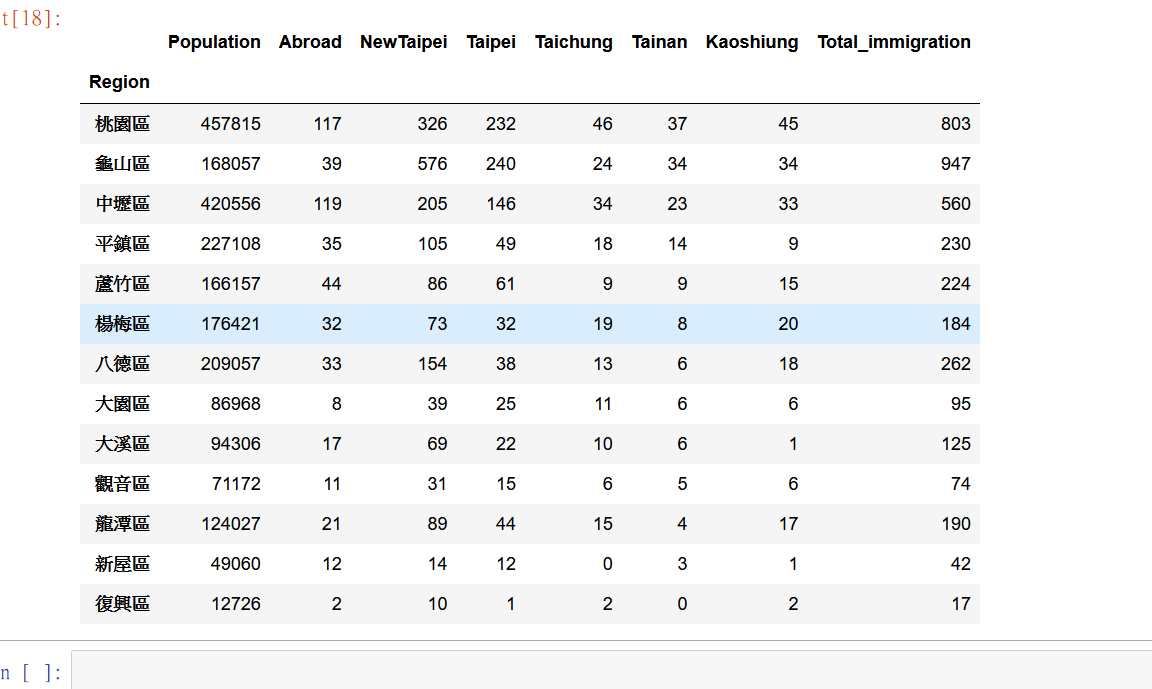 t[18]:
Population Abroad NewTaipei Taipei Taichung Tainan Kaoshiung Total_immigration
Region
桃園區 457815 117 326 232 46 37 45 803
龜山區 168057 39 576 240 24 34 34 947
中壢區 420556 119 205 146 34 23 33 560
平鎮區 227108 35 105 49 18 14 9 230
蘆竹區 166157 44 86 61 9 9 15 224
楊梅區 176421 32 73 32 19 8 20 184
八德區 209057 33 154 38 13 6 18 262
大園區 86968 8 39 25 11 6 6 95
大溪區 94306 17 69 22 10 6 1 125
觀音區 71172 11 31 15 6 5 6 74
龍潭區 124027 21 89 44 15 4 17 190
新屋區 49060 12 14 12 0 3 1 42
復興區 12726 2 10 1 2 0 2 17
n [ ]: